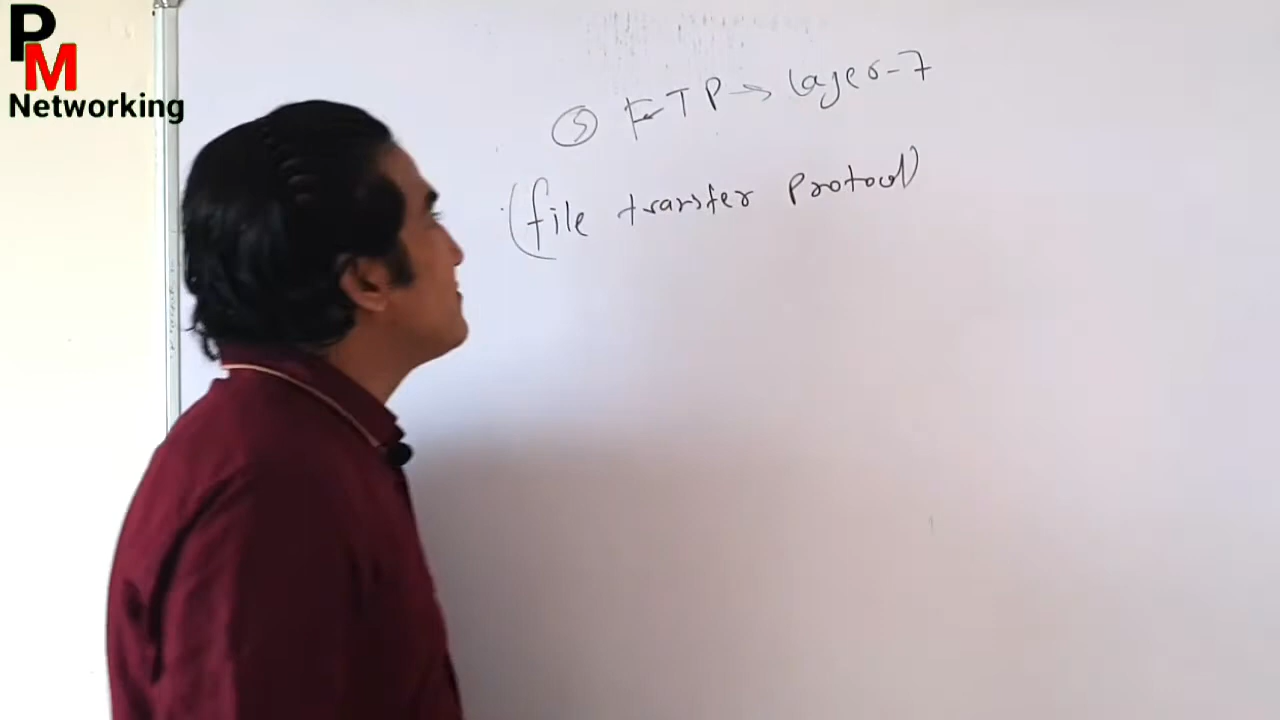 PM
Networking
5 FTP → Layer-7
(file transfer protocol)